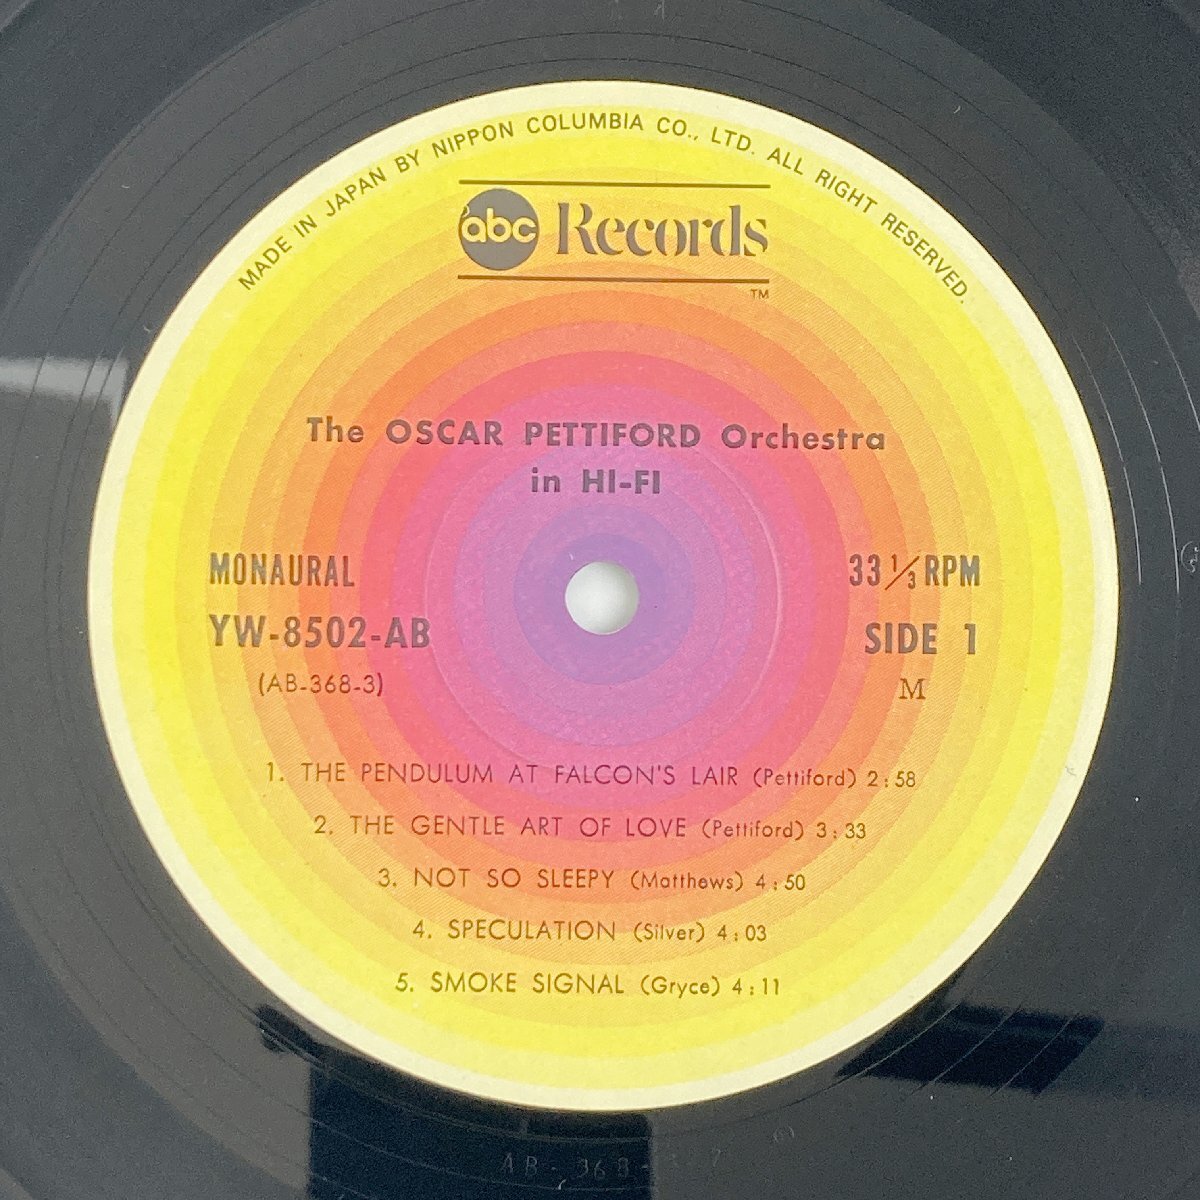 MADE IN JAPAN BY NIPPON COLUMBIA CO., LTD. ALL RIGHT RESERVED.
abc Records
TM
The OSCAR PETTIFORD Orchestra
in HI-FI
MONAURAL 33 1/3 RPM
YW-8502-AB SIDE 1
(AB-368-3) M
1. THE PENDULUM AT FALCON'S LAIR (Pettiford) 2:58
2. THE GENTLE ART OF LOVE (Pettiford) 3:33
3. NOT SO SLEEPY (Matthews) 4:50
4. SPECULATION (Silver) 4:03
5. SMOKE SIGNAL (Gryce) 4:11
AB-368-